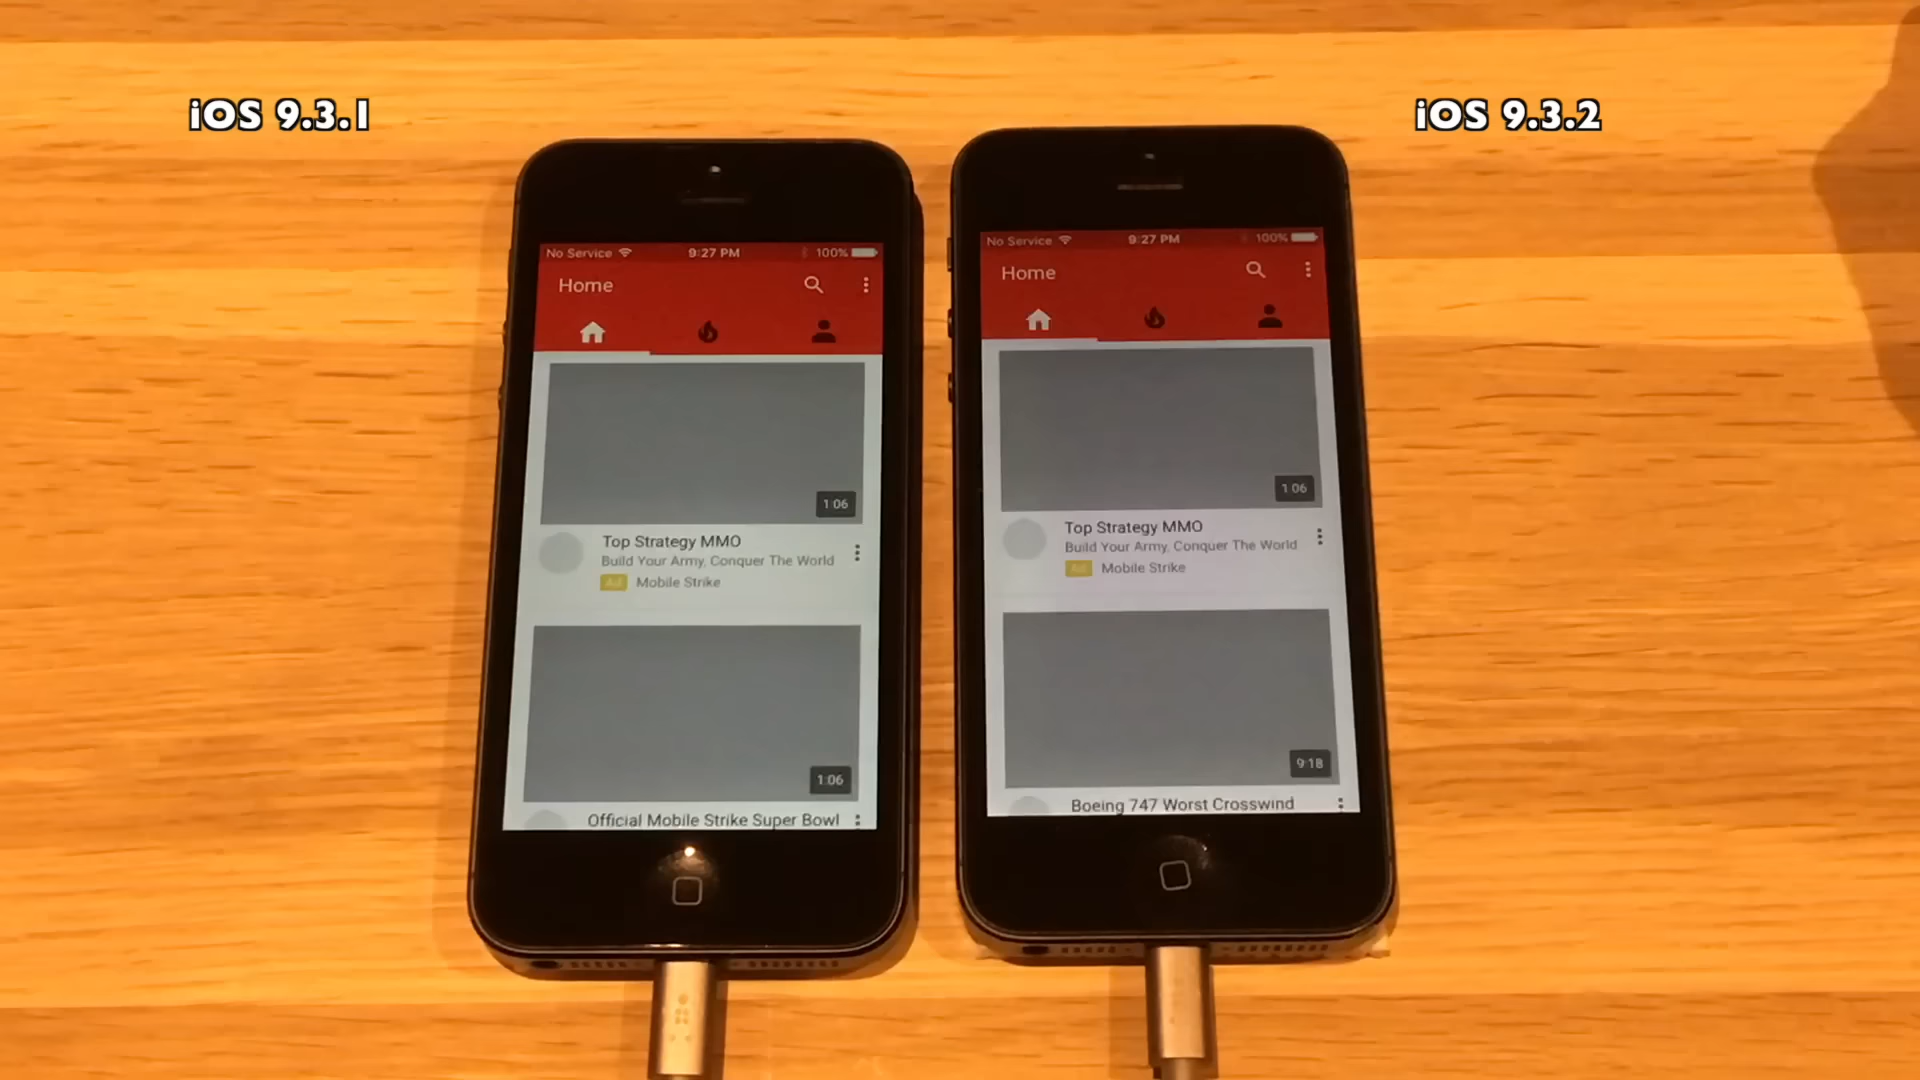 iOS 9.3.1
iOS 9.3.2
No Service 9:27 PM 100%
Home
1:06
Top Strategy MMO
Build Your Army, Conquer The World
Ad Mobile Strike
1:06
Official Mobile Strike Super Bowl
No Service 9:27 PM 100%
Home
1:06
Top Strategy MMO
Build Your Army, Conquer The World
Ad Mobile Strike
9:18
Boeing 747 Worst Crosswind